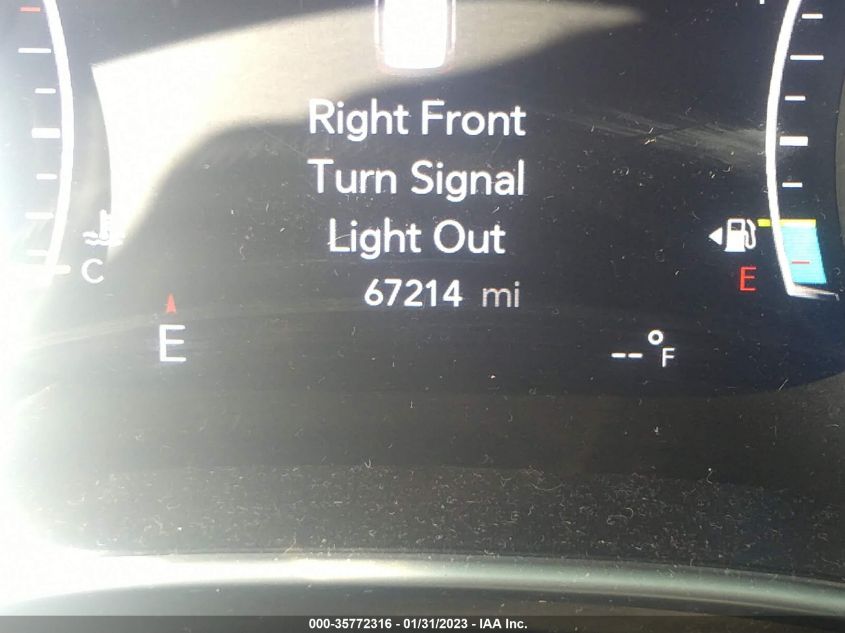 Right Front
Turn Signal
Light Out
67214 mi
C
E
E
--°F
000-35772316 - 01/31/2023 - IAA Inc.